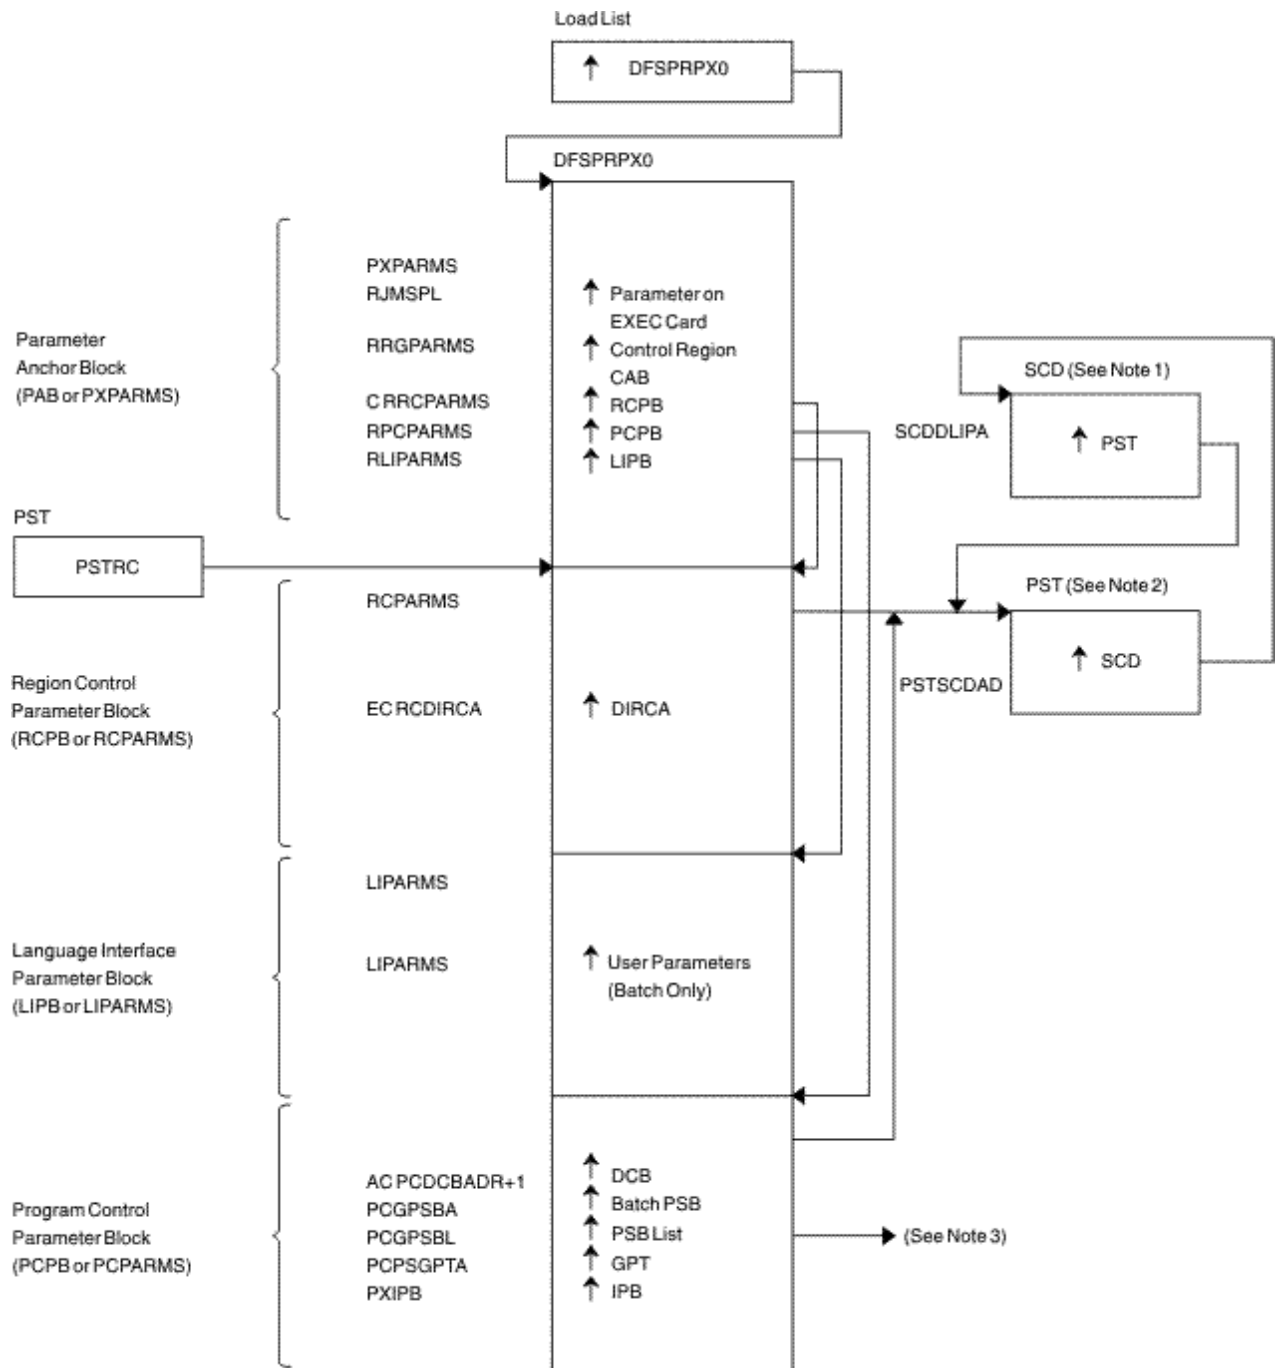 Load List
DFSPRPX0
DFSPRPX0
PXPARMS
RJMSPL
Parameter on
EXEC Card
RRGPARMS
Control Region
CAB
C RRCPARMS
RCPB
RPCPARMS
PCPB
RLIPARMS
LIPB
Parameter
Anchor Block
(PAB or PXPARMS)
SCD (See Note 1)
SCDDLIPA
PST
PST
PSTRC
PST (See Note 2)
SCD
PSTSCDAD
RCPARMS
Region Control
Parameter Block
(RCPB or RCPARMS)
EC RCDIRCA
DIRCA
LIPARMS
Language Interface
Parameter Block
(LIPB or LIPARMS)
LIPARMS
User Parameters
(Batch Only)
Program Control
Parameter Block
(PCPB or PCPARMS)
AC PCDCBADR+1
DCB
PCGPSBA
Batch PSB
PCGPSBL
PSB List
PCPSGPTA
GPT
PXIPB
IPB
(See Note 3)